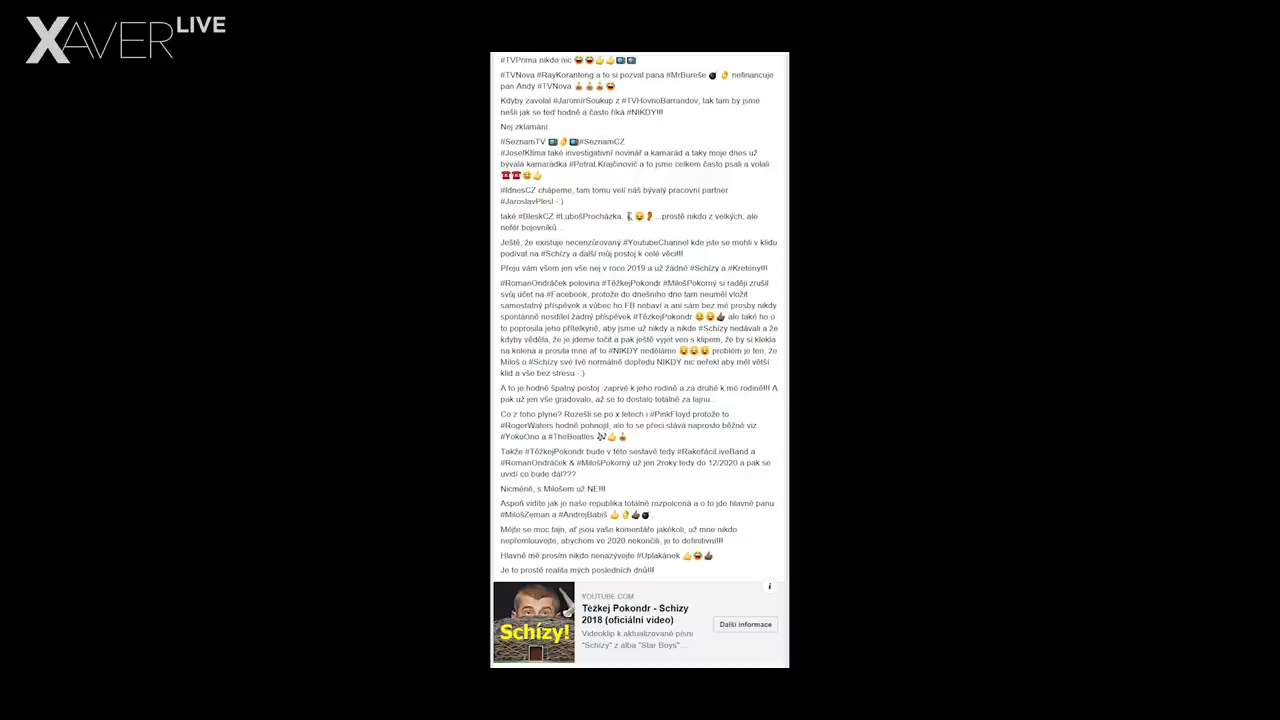 XAVER LIVE
#TVPrima nikdo nic 😂😂👍👍📺📺
#TVNova #RayKoranteng a to si pozval pana #MrBureše 💣 👌 nefinancuje
pan Andy #TVNova 💩💩💩😂
Kdyby zavolal #JaromírSoukup z #TVHovnoBarrandov, tak tam by jsme
nešli jak se teď hodně a často říká #NIKDY!!!
Nej zklamání
#SeznamTV 📺👌📺#SeznamCZ
#JosefKlíma také investigativní novinář a kamarád a taky moje dnes už
bývalá kamarádka #PetraLKrajčinovič a to jsme celkem často psali a volali
☎️☎️😂👍
#IdnesCZ chápeme, tam tomu velí náš bývalý pracovní partner
#JaroslavPlesl -:)
také #BleskCZ #LubošProcházka ...prostě nikdo z velkých, ale
nefér bojovníků...
Ještě, že existuje necenzůrovaný #YoutubeChannel kde jste se mohli v klidu
podívat na #Schízy a další můj postoj k celé věci!!!
Přeju vám všem jen vše nej v roce 2019 a už žádné #Schízy a #Kretény!!!
#RomanOndráček polovina #TěžkejPokondr #MilošPokorný si raději zrušil
svůj účet na #Facebook, protože do dnešního dne tam neuměl vložit
samostatný příspěvek a vůbec ho FB nebaví a ani sám bez mé prosby nikdy
spontánně nesdílel žádný příspěvek #TězkejPokondr ale také ho o
to poprosila jeho přítelkyně, aby jsme už nikdy a nikde #Schízy nedávali a že
kdyby věděla, že je jdeme točit a pak ještě vyjet ven s klipem, že by si klekla
na kolena a prosila mne ať to #NIKDY neděláme problém je ten, že
Miloš o #Schízy své Ivě normálně dopředu NIKDY nic neřekl aby měl větší
klid a vše bez stresu -:)
A to je hodně špatný postoj zaprvé k jeho rodině a za druhé k mé rodině!!! A
pak už jen vše gradovalo, až se to dostalo totálně za lajnu...
Co z toho plyne? Rozešli se po x letech i #PinkFloyd protože to
#RogerWaters hodně pohnojil, ale to se přeci stává naprosto běžné viz
#YokoOno a #TheBeatles 🎶👍💩
Takže #TěžkejPokondr bude v této sestavě tedy #RakeťáciLiveBand a
#RomanOndráček & #MilošPokorný už jen 2roky tedy do 12/2020 a pak se
uvidí co bude dál???
Nicméně, s Milošem už NE!!!
Aspoň vidíte jak je naše republika totálně rozpolcená a o to jde hlavně panu
#MilošZeman a #AndrejBabiš 👍👌👍💣.
Mějte se moc fajn, ať jsou vaše komentáře jakékoli, už mne nikdo
nepřemlouvejte, abychom ve 2020 nekončili, je to definitivní!!!
Hlavně mě prosím nikdo nenazývejte #Uplakánek 👍😂👍
Je to prostě realita mých posledních dnů!!!
Schízy!
YOUTUBE.COM
Těžkej Pokondr - Schízy
2018 (oficiální video)
Videoklip k aktualizované písni
"Schízy" z alba "Star Boys"...
Další informace